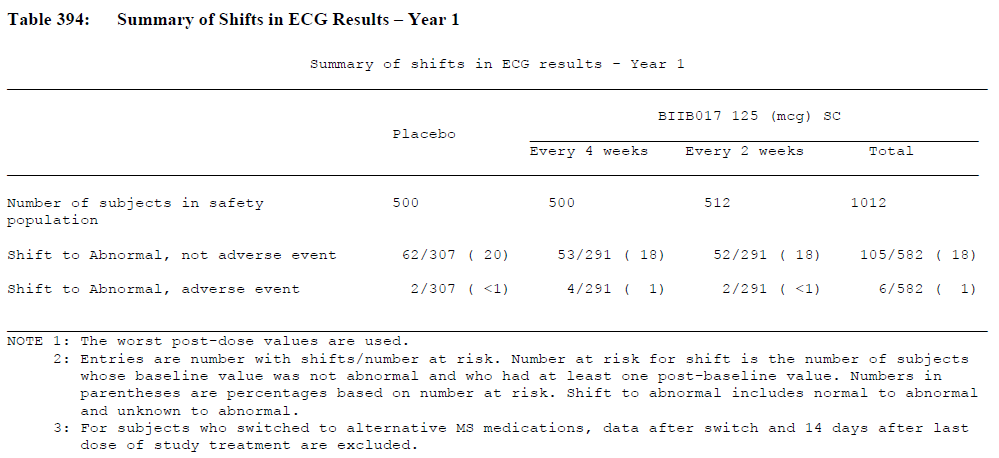 Table 394: Summary of Shifts in ECG Results – Year 1
Summary of shifts in ECG results - Year 1
BIIB017 125 (mcg) SC
Placebo
Every 4 weeks Every 2 weeks Total
Number of subjects in safety 500 500 512 1012
population
Shift to Abnormal, not adverse event 62/307 ( 20) 53/291 ( 18) 52/291 ( 18) 105/582 ( 18)
Shift to Abnormal, adverse event 2/307 ( <1) 4/291 ( 1) 2/291 ( <1) 6/582 ( 1)
NOTE 1: The worst post-dose values are used.
2: Entries are number with shifts/number at risk. Number at risk for shift is the number of subjects
whose baseline value was not abnormal and who had at least one post-baseline value. Numbers in
parentheses are percentages based on number at risk. Shift to abnormal includes normal to abnormal
and unknown to abnormal.
3: For subjects who switched to alternative MS medications, data after switch and 14 days after last
dose of study treatment are excluded.